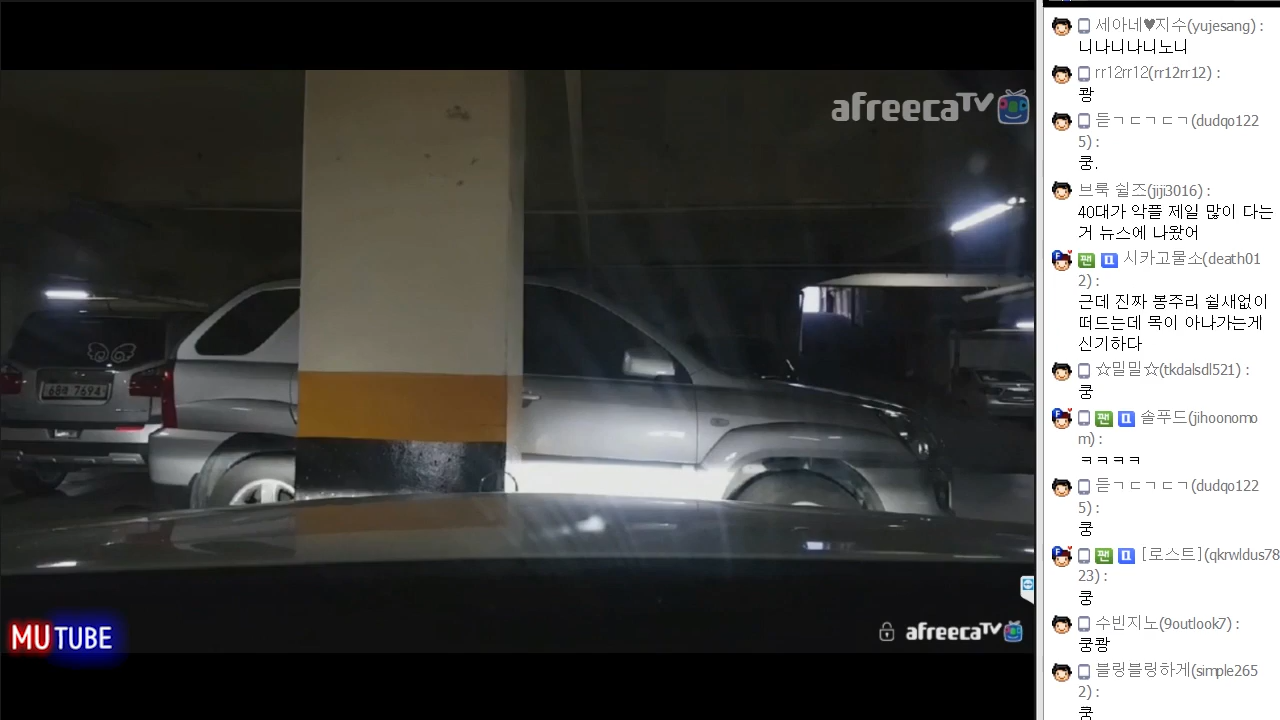 afreecaTV
68 7694
MUTUBE
afreecaTV
세아네♥지수(yujesang) :
니나니나니노니
rr12rr12(rr12rr12) :
쾅
듣ㄱㄷㄱㄷㄱ(dudqo122
5) :
쿵.
브룩 쉴즈(jiji3016) :
40대가 악플 제일 많이 다는
거 뉴스에 나왔어
팬 시카고물소(death01
2) :
근데 진짜 봉주리 쉴새없이
떠드는데 목이 아나가는게
신기하다
☆밀밀☆(tkdalsdl521) :
쿵
팬 솔푸드(jihoonomo
m) :
ㅋㅋㅋㅋ
듣ㄱㄷㄱㄷㄱ(dudqo122
5) :
쿵
팬 [로스트](qkrwldus78
23) :
쿵
수빈지노(9outlook7) :
쿵쾅
블링블링하게(simple265
2) :
쿵